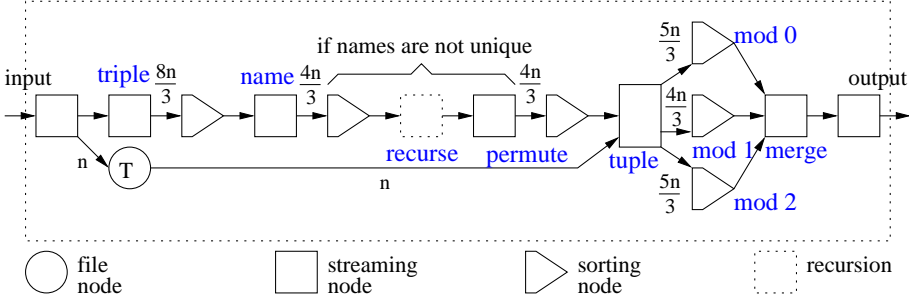 if names are not unique
input
triple
8n
3
name
4n
3
4n
3
5n
3
mod 0
output
recurse
permute
tuple
4n
3
mod 1
merge
n
T
n
5n
3
mod 2
file
node
streaming
node
sorting
node
recursion